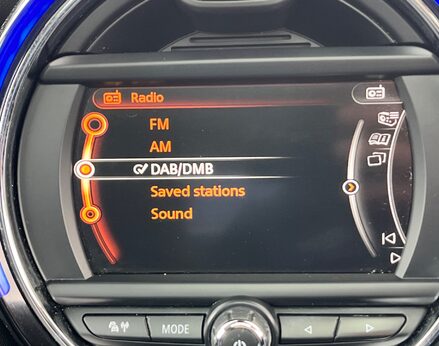 Radio
FM
AM
DAB/DMB
Saved stations
Sound
MODE